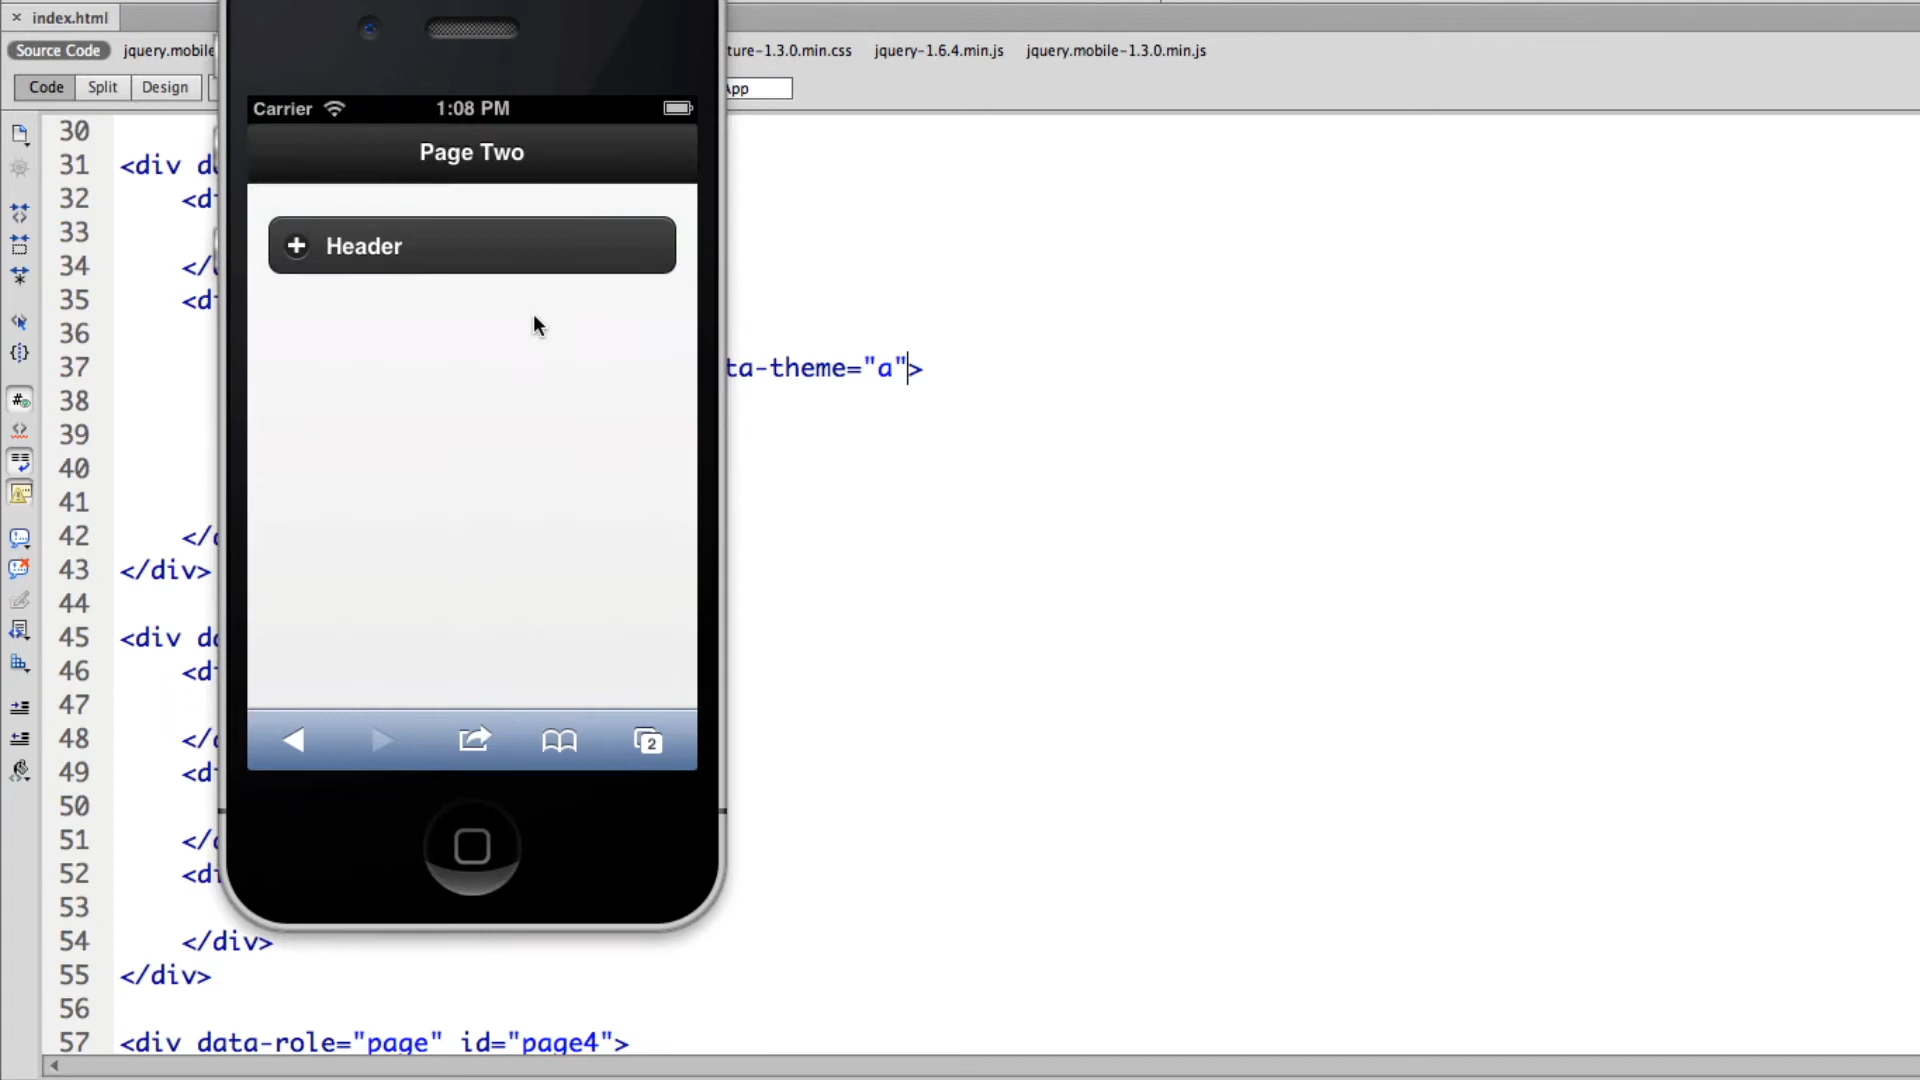 index.html
Source Code jquery.mobile ture-1.3.0.min.css jquery-1.6.4.min.js jquery.mobile-1.3.0.min.js
Code Split Design App
Carrier 1:08 PM
Page Two
Header
2
30
31 <div d
32 <d
33
34 </
35 <d
36
37 ta-theme="a">
38
39
40
41
42 </
43 </div>
44
45 <div d
46 <d
47
48 </
49 <d
50
51 </
52 <d
53
54 </div>
55 </div>
56
57 <div data-role="page" id="page4">